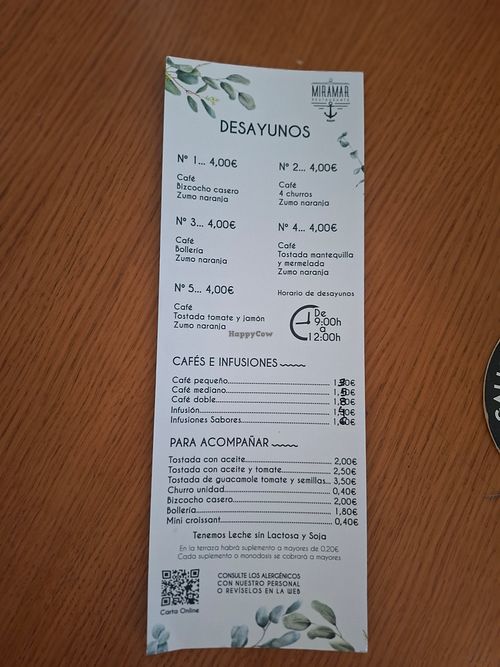 MIRAMAR
RESTAURANTE
DESAYUNOS
Nº 1... 4,00€
Café
Bizcocho casero
Zumo naranja
Nº 2... 4,00€
Café
4 churros
Zumo naranja
Nº 3... 4,00€
Café
Bollería
Zumo naranja
Nº 4... 4,00€
Café
Tostada mantequilla
y mermelada
Zumo naranja
Nº 5... 4,00€
Café
Tostada tomate y jamón
Zumo naranja
Horario de desayunos
De
9:00h
a
12:00h
HappyCow
CAFÉS E INFUSIONES
Café pequeño
Café mediano
Café doble
Infusión
Infusiones Sabores
PARA ACOMPAÑAR
Tostada con aceite 2,00€
Tostada con aceite y tomate 2,50€
Tostada de guacamole tomate y semillas... 3,50€
Churro unidad 0,40€
Bizcocho casero 2,00€
Bollería 1,80€
Mini croissant 0,40€
Tenemos Leche sin Lactosa y Soja
En la terraza habrá suplemento a mayores de 0,20€
Cada suplemento o monodosis se cobrará a mayores
CONSULTE LOS ALERGÉNICOS
CON NUESTRO PERSONAL
O REVÍSELOS EN LA WEB
Carta Online